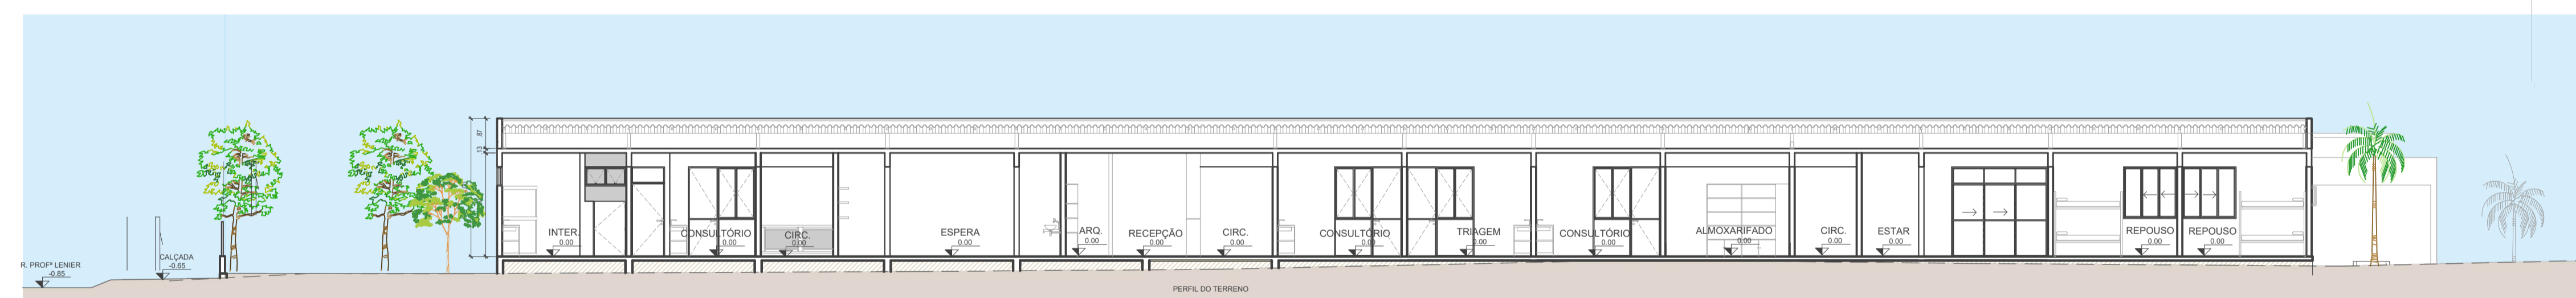 .87
.13
INTER.
0.00
CONSULTÓRIO
0.00
CIRC.
0.00
ESPERA
0.00
ARQ.
0.00
RECEPÇÃO
0.00
CIRC.
0.00
CONSULTÓRIO
0.00
TRIAGEM
0.00
CONSULTÓRIO
0.00
ALMOXARIFADO
0.00
CIRC.
0.00
ESTAR
0.00
REPOUSO
0.00
REPOUSO
0.00
R. PROFª LENIER
-0.85
CALÇADA
-0.65
PERFIL DO TERRENO